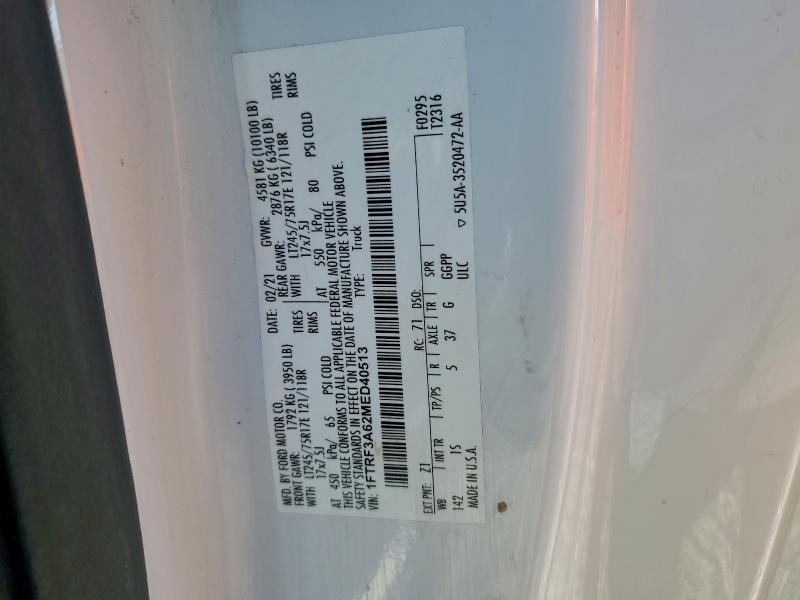 MFD. BY FORD MOTOR CO.
DATE: 02/21 GVWR: 4581 KG (10100 LB)
FRONT GAWR: 1792 KG ( 3950 LB) REAR GAWR: 2876 KG ( 6340 LB)
WITH LT245/75R17E 121/118R TIRES WITH LT245/75R17E 121/118R TIRES
17x7.5J RIMS 17x7.5J RIMS
AT 450 kPa/ 65 PSI COLD AT 550 kPa/ 80 PSI COLD
THIS VEHICLE CONFORMS TO ALL APPLICABLE FEDERAL MOTOR VEHICLE
SAFETY STANDARDS IN EFFECT ON THE DATE OF MANUFACTURE SHOWN ABOVE.
VIN: 1FTRF3A62MED40513 TYPE: Truck
F0295
EXT PNT: Z1 RC: 71 DSO: T2316
WB INT TR TP/PS R AXLE TR SPR
142 IS 5 37 G GGPP
ULC
MADE IN U.S.A. ▽ 5U5A-3520472-AA